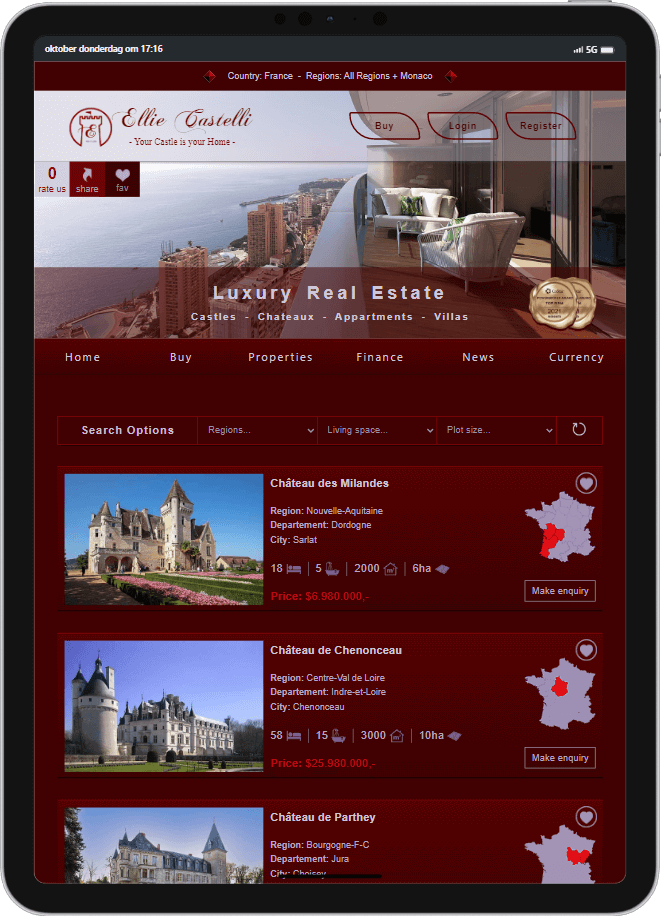 oktober donderdag om 17:16
5G
Country: France - Regions: All Regions + Monaco
Ellie Castelli
- Your Castle is your Home -
Buy
Login
Register
0
rate us
share
fav
Luxury Real Estate
Castles - Chateaux - Appartments - Villas
2021
Home
Buy
Properties
Finance
News
Currency
Search Options
Regions...
Living space...
Plot size...
Château des Milandes
Region: Nouvelle-Aquitaine
Departement: Dordogne
City: Sarlat
18 | 5 | 2000 | 6ha
Price: $6.980.000,-
Make enquiry
Château de Chenonceau
Region: Centre-Val de Loire
Departement: Indre-et-Loire
City: Chenonceau
58 | 15 | 3000 | 10ha
Price: $25.980.000,-
Make enquiry
Château de Parthey
Region: Bourgogne-F-C
Departement: Jura
City: Choisey